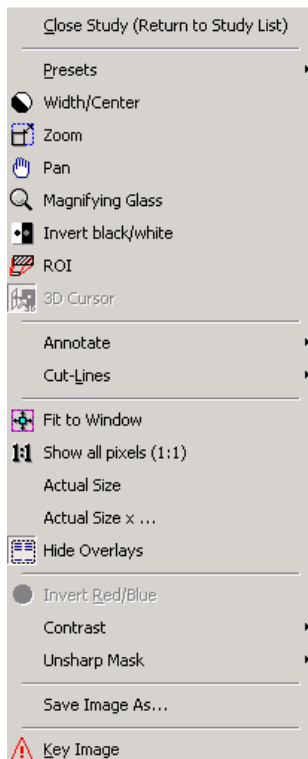 Close Study (Return to Study List)
Presets
Width/Center
Zoom
Pan
Magnifying Glass
Invert black/white
ROI
3D Cursor
Annotate
Cut-Lines
Fit to Window
1:1 Show all pixels (1:1)
Actual Size
Actual Size x ...
Hide Overlays
Invert Red/Blue
Contrast
Unsharp Mask
Save Image As...
Key Image